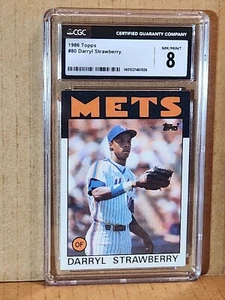 CGC CERTIFIED GUARANTY COMPANY
1986 Topps
#80 Darryl Strawberry
NM/MINT
8
METS
Topps
OF
DARRYL STRAWBERRY